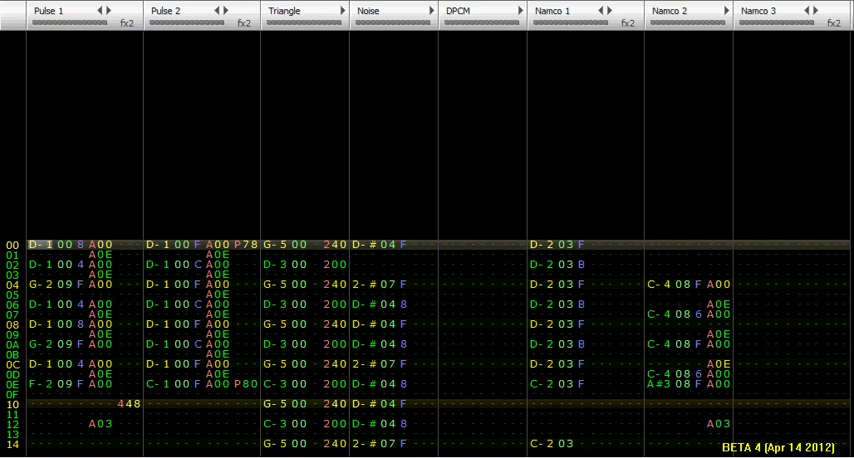 Pulse 1 Pulse 2 Triangle Noise DPCM Namco 1 Namco 2 Namco 3
fx2 fx2 fx2 fx2
00 D-1 00 8 A00 D-1 00 F A00 P78 G-5 00 240 D-# 04 F D-2 03 F
01 A0E A0E
02 D-1 00 4 A00 D-1 00 C A00 D-3 00 200 D-2 03 B
03 A0E A0E
04 G-2 09 F A00 D-1 00 F A00 G-5 00 240 2-# 07 F D-2 03 F C-4 08 F A00
05 A0E
06 D-1 00 4 A00 D-1 00 C A00 D-3 00 200 D-# 04 8 D-2 03 B A0E
07 A0E A0E C-4 08 6 A00
08 D-1 00 8 A00 D-1 00 F A00 G-5 00 240 D-# 04 F D-2 03 F
09 A0E A0E A0E
0A G-2 09 F A00 D-1 00 C A00 D-3 00 200 D-# 04 8 D-2 03 B C-4 08 F A00
0B A0E
0C D-1 00 4 A00 D-1 00 F A00 G-5 00 240 2-# 07 F D-2 03 F A0E
0D A0E A0E C-4 08 6 A00
0E F-2 09 F A00 C-1 00 F A00 P80 C-3 00 200 D-# 04 8 C-2 03 F A#3 08 F A00
0F
10 448 G-5 00 240 D-# 04 F
11
12 A03 C-3 00 200 D-# 04 8 A03
13
14 G-5 00 240 2-# 07 F C-2 03
BETA 4 (Apr 14 2012)